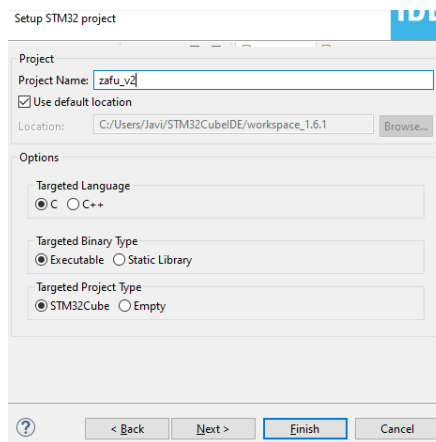 Setup STM32 project
IDE
Project
Project Name: zafu_v2
Use default location
Location: C:/Users/Javi/STM32CubeIDE/workspace_1.6.1 Browse...
Options
Targeted Language
C C++
Targeted Binary Type
Executable Static Library
Targeted Project Type
STM32Cube Empty
? < Back Next > Finish Cancel